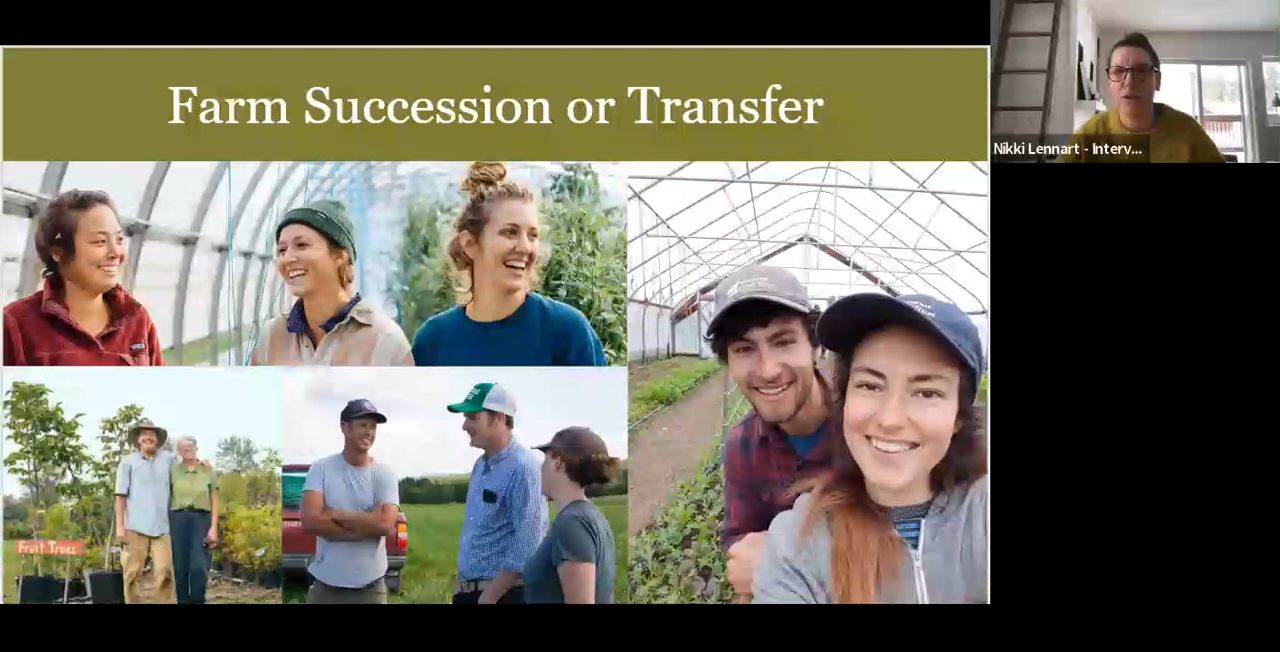 Farm Succession or Transfer
Nikki Lennart - Interv...
Fruit Trees